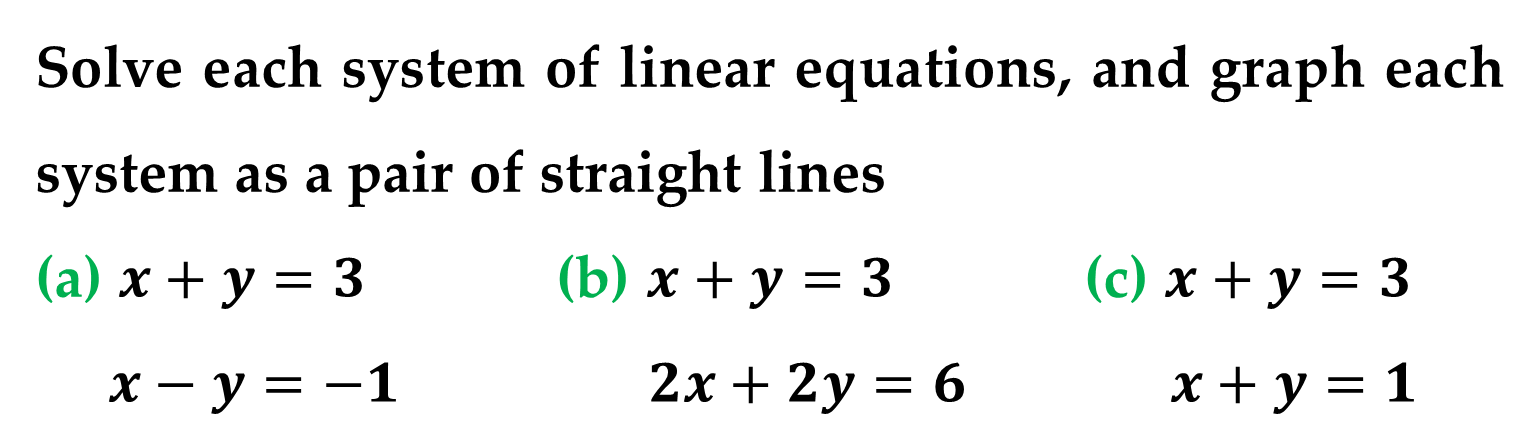 Solve each system of linear equations, and graph each
system as a pair of straight lines
(a) x + y = 3 (b) x + y = 3 (c) x + y = 3
x − y = −1 2x + 2y = 6 x + y = 1